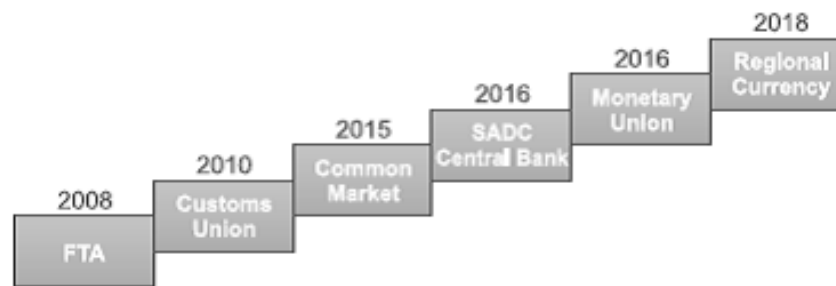 2008
FTA
2010
Customs
Union
2015
Common
Market
2016
SADC
Central Bank
2016
Monetary
Union
2018
Regional
Currency